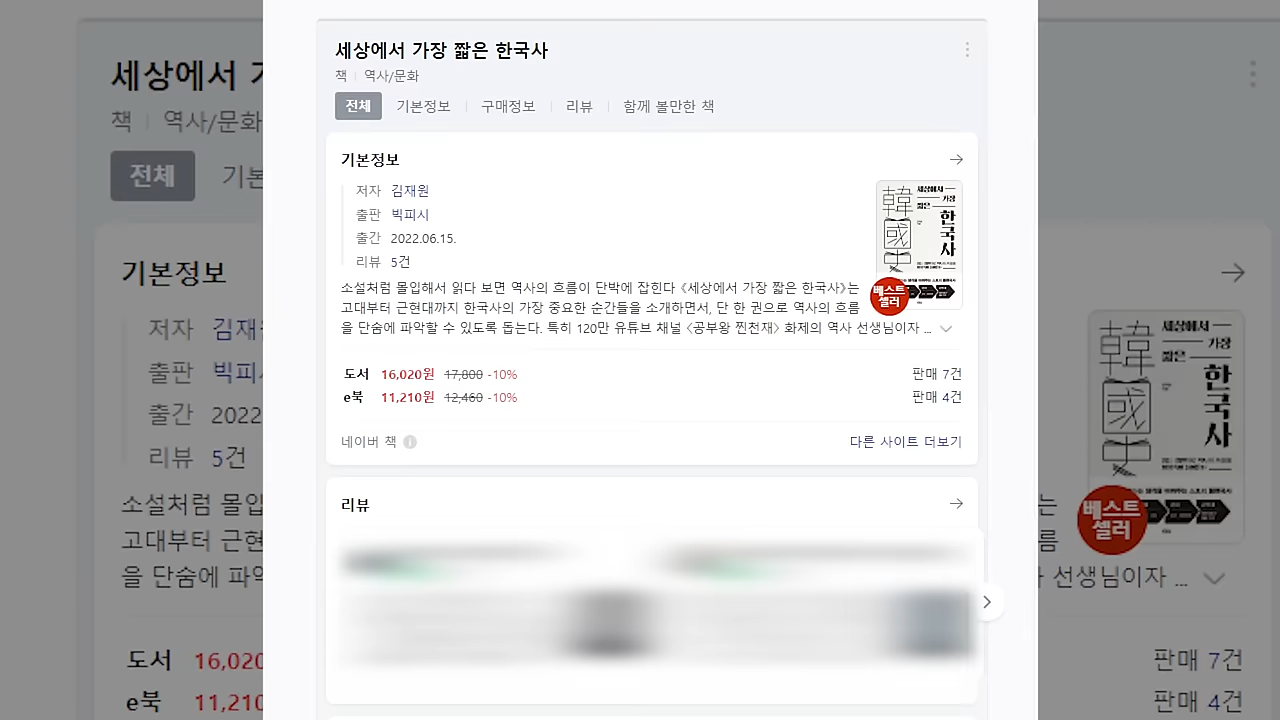 세상에서 가장 짧은 한국사
책 역사/문화
전체 기본정보 구매정보 리뷰 함께 볼만한 책
기본정보
저자 김재원
출판 빅피시
출간 2022.06.15.
리뷰 5건
세상에서
가장
짧은
한국사
韓國史
베스트
셀러
소설처럼 몰입해서 읽다 보면 역사의 흐름이 단박에 잡힌다 《세상에서 가장 짧은 한국사》는
고대부터 근현대까지 한국사의 가장 중요한 순간들을 소개하면서, 단 한 권으로 역사의 흐름
을 단숨에 파악할 수 있도록 돕는다. 특히 120만 유튜브 채널 〈공부왕 찐천재〉 화제의 역사 선생님이자 ...
도서 16,020원 17,800 -10% 판매 7건
e북 11,210원 12,460 -10% 판매 4건
네이버 책 다른 사이트 더보기
리뷰